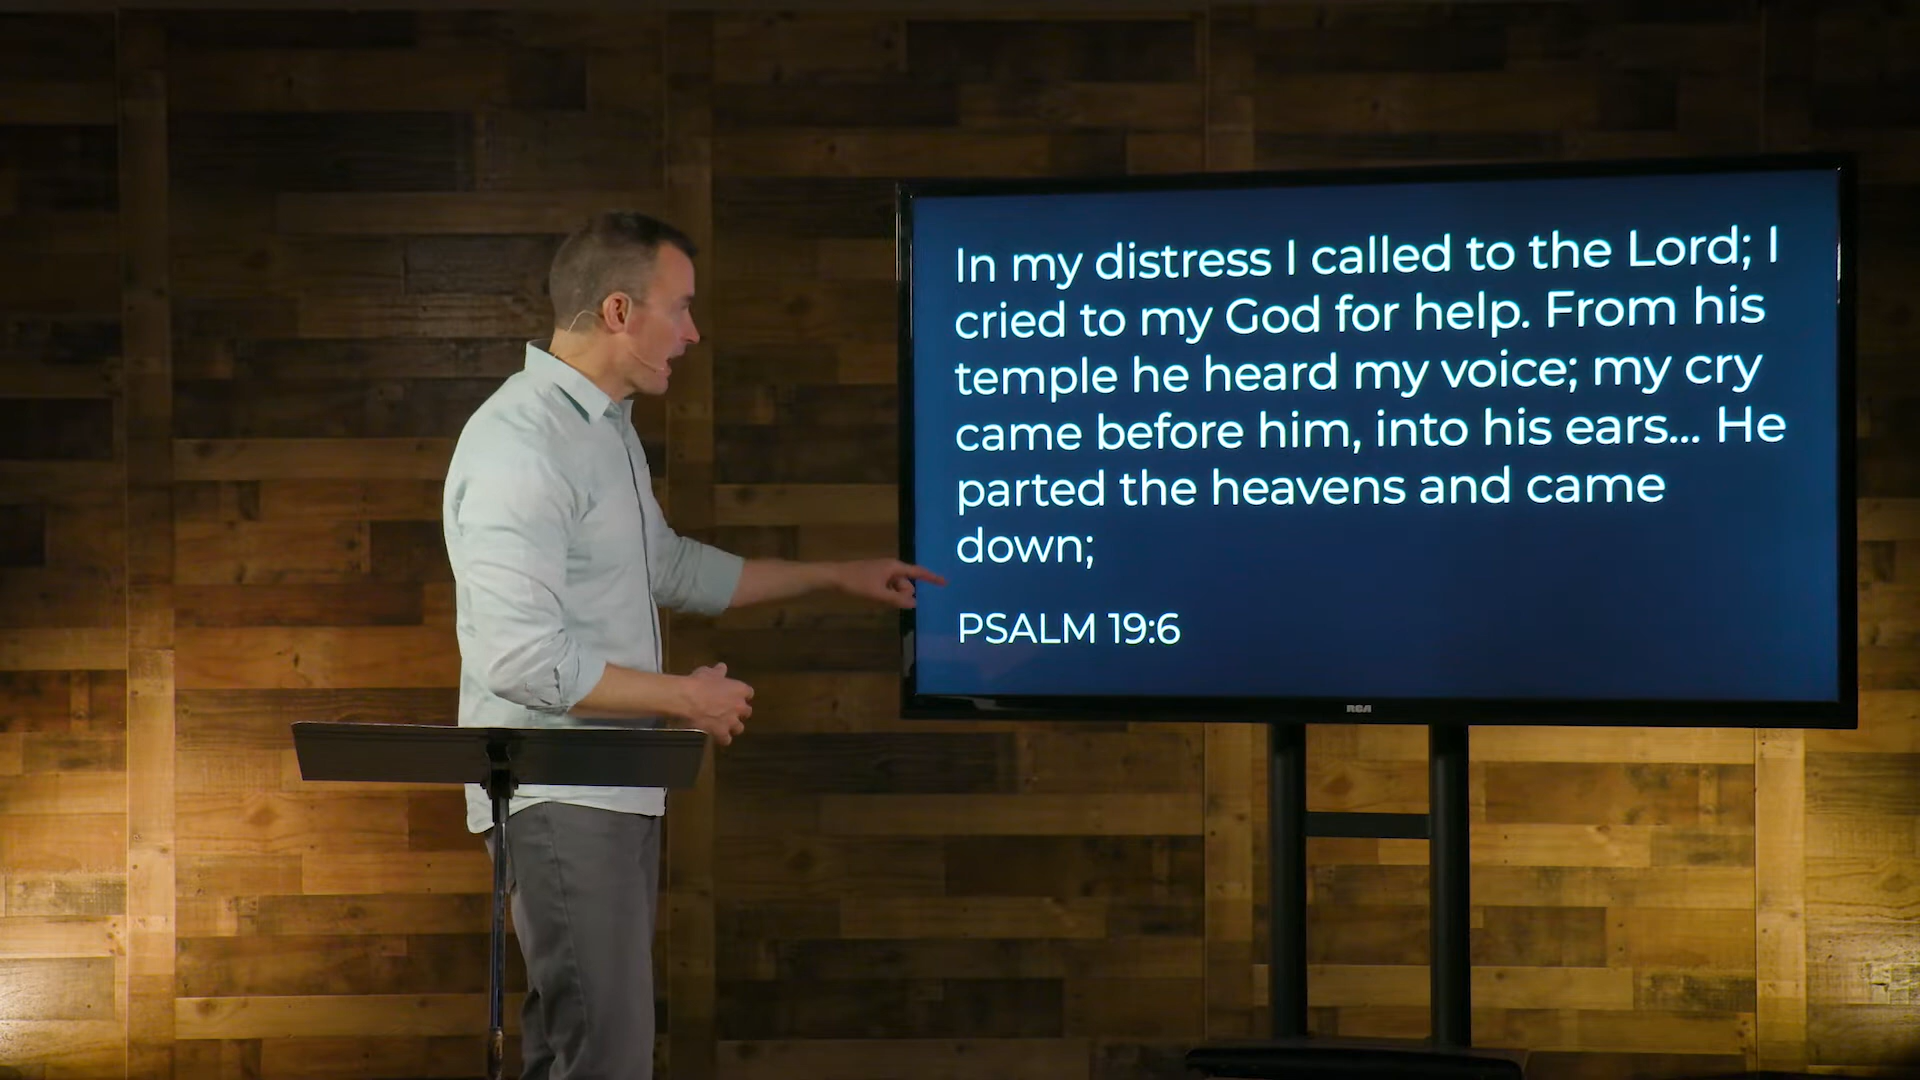 In my distress I called to the Lord; I
cried to my God for help. From his
temple he heard my voice; my cry
came before him, into his ears... He
parted the heavens and came
down;
PSALM 19:6
RCA